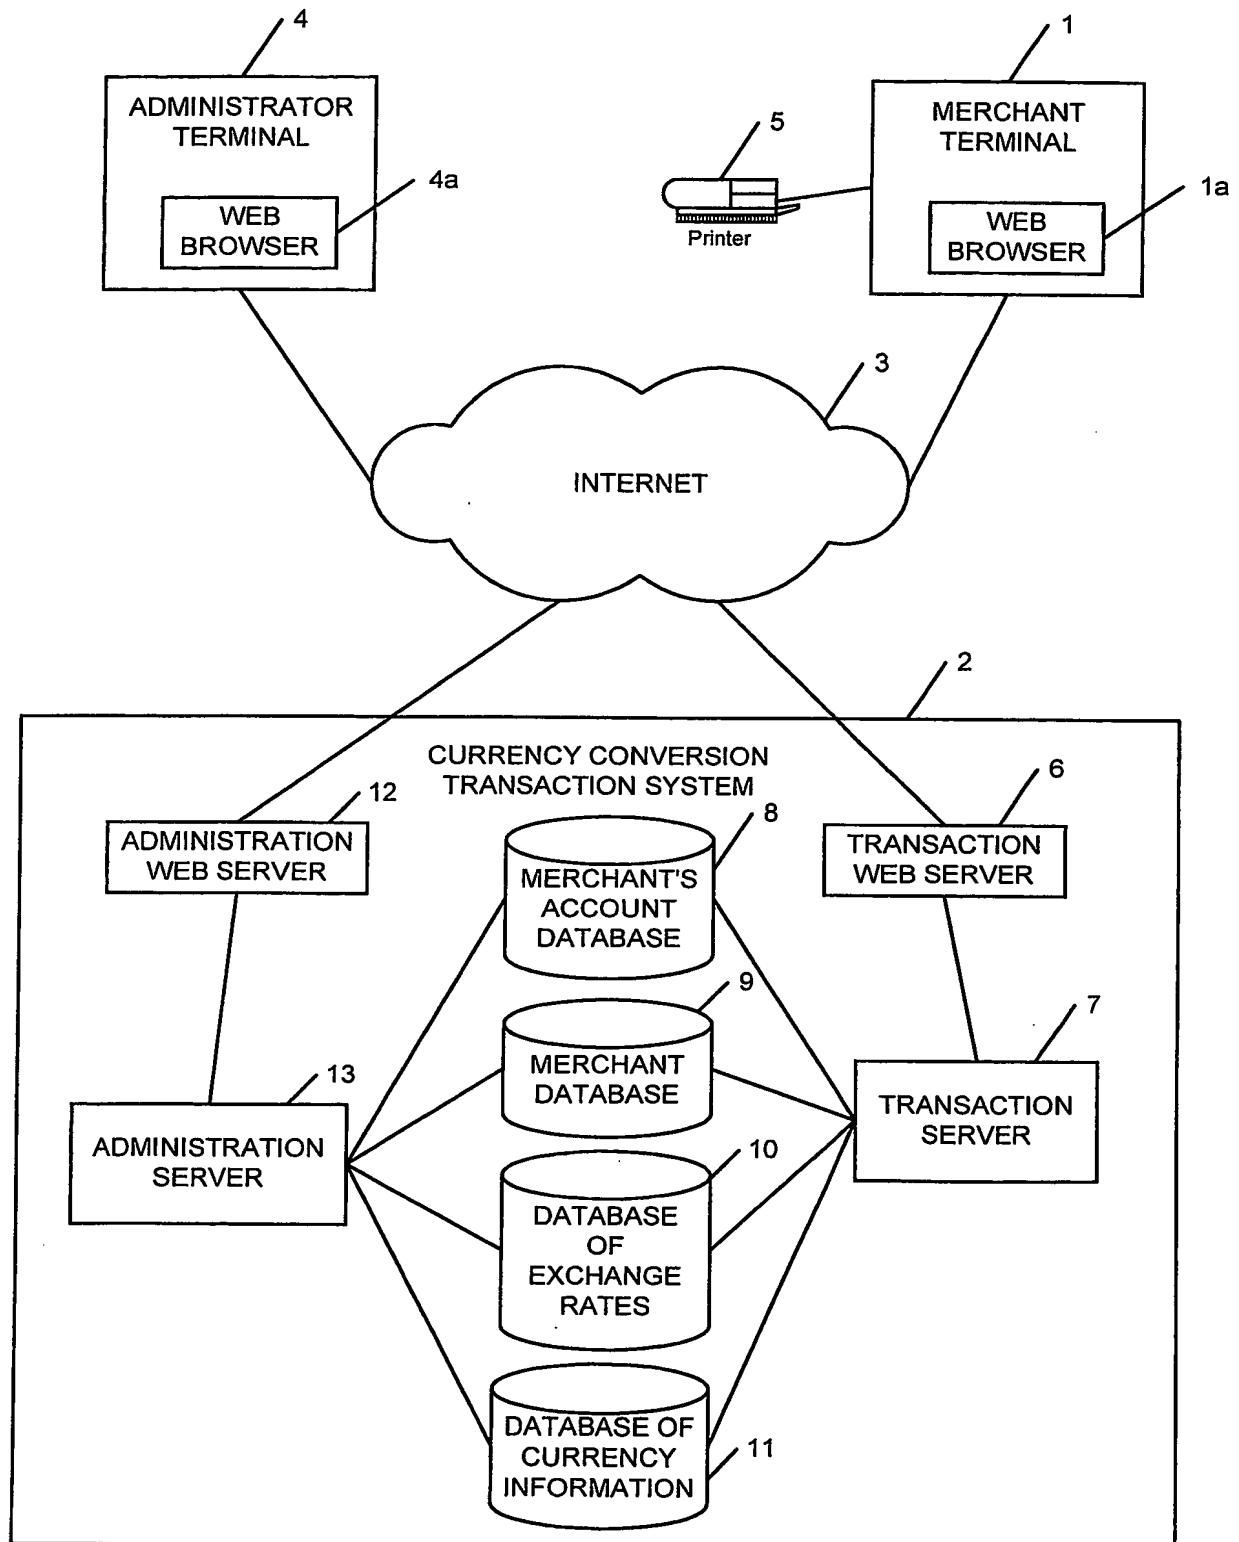 4
ADMINISTRATOR
TERMINAL
4a
WEB
BROWSER
1
MERCHANT
TERMINAL
1a
WEB
BROWSER
5
Printer
3
INTERNET
2
CURRENCY CONVERSION
TRANSACTION SYSTEM
12
ADMINISTRATION
WEB SERVER
8
MERCHANT'S
ACCOUNT
DATABASE
6
TRANSACTION
WEB SERVER
9
MERCHANT
DATABASE
7
TRANSACTION
SERVER
13
ADMINISTRATION
SERVER
10
DATABASE
OF
EXCHANGE
RATES
DATABASE OF
CURRENCY
INFORMATION
11